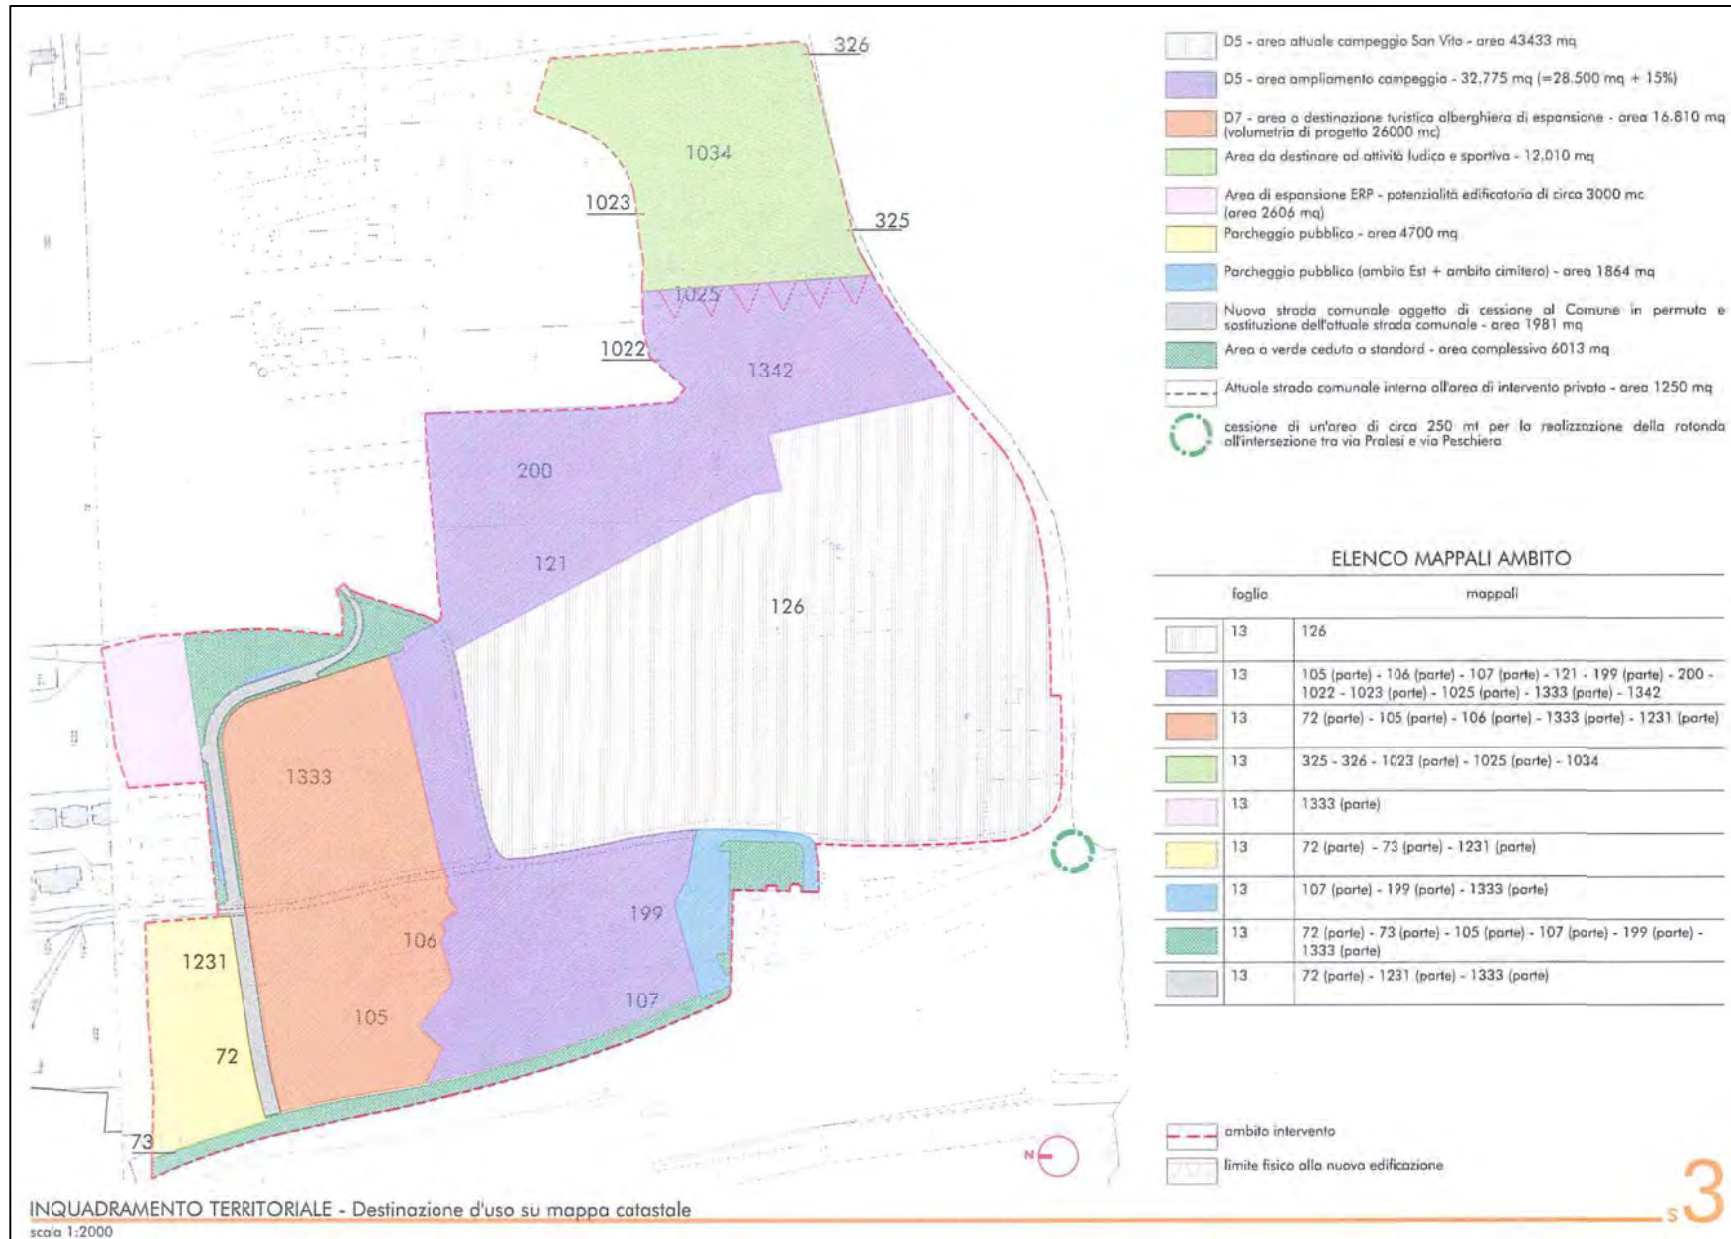 326
1034
1023
325
1025
1022
1342
200
121
126
1333
199
106
1231
107
105
72
73
N
D5 - area attuale campeggio San Vito - area 43433 mq
D5 - area ampliamento campeggio - 32.775 mq (=28.500 mq + 15%)
D7 - area a destinazione turistica alberghiera di espansione - area 16.810 mq
(volumetria di progetto 26000 mc)
Area da destinare ad attività ludica e sportiva - 12.010 mq
Area di espansione ERP - potenzialità edificatoria di circa 3000 mc
(area 2606 mq)
Parcheggio pubblico - area 4700 mq
Parcheggio pubblico (ambito Est + ambito cimitero) - area 1864 mq
Nuova strada comunale oggetto di cessione al Comune in permuta e
sostituzione dell'attuale strada comunale - area 1981 mq
Area a verde ceduta a standard - area complessiva 6013 mq
Attuale strada comunale interna all'area di intervento privato - area 1250 mq
cessione di un'area di circa 250 mt per la realizzazione della rotonda
all'intersezione tra via Pralesi e via Peschiera
ELENCO MAPPALI AMBITO
foglio mappali
13 126
13 105 (parte) - 106 (parte) - 107 (parte) - 121 - 199 (parte) - 200 -
1022 - 1023 (parte) - 1025 (parte) - 1333 (parte) - 1342
13 72 (parte) - 105 (parte) - 106 (parte) - 1333 (parte) - 1231 (parte)
13 325 - 326 - 1023 (parte) - 1025 (parte) - 1034
13 1333 (parte)
13 72 (parte) - 73 (parte) - 1231 (parte)
13 107 (parte) - 199 (parte) - 1333 (parte)
13 72 (parte) - 73 (parte) - 105 (parte) - 107 (parte) - 199 (parte) -
1333 (parte)
13 72 (parte) - 1231 (parte) - 1333 (parte)
ambito intervento
limite fisico alla nuova edificazione
INQUADRAMENTO TERRITORIALE - Destinazione d'uso su mappa catastale
scala 1:2000
s 3